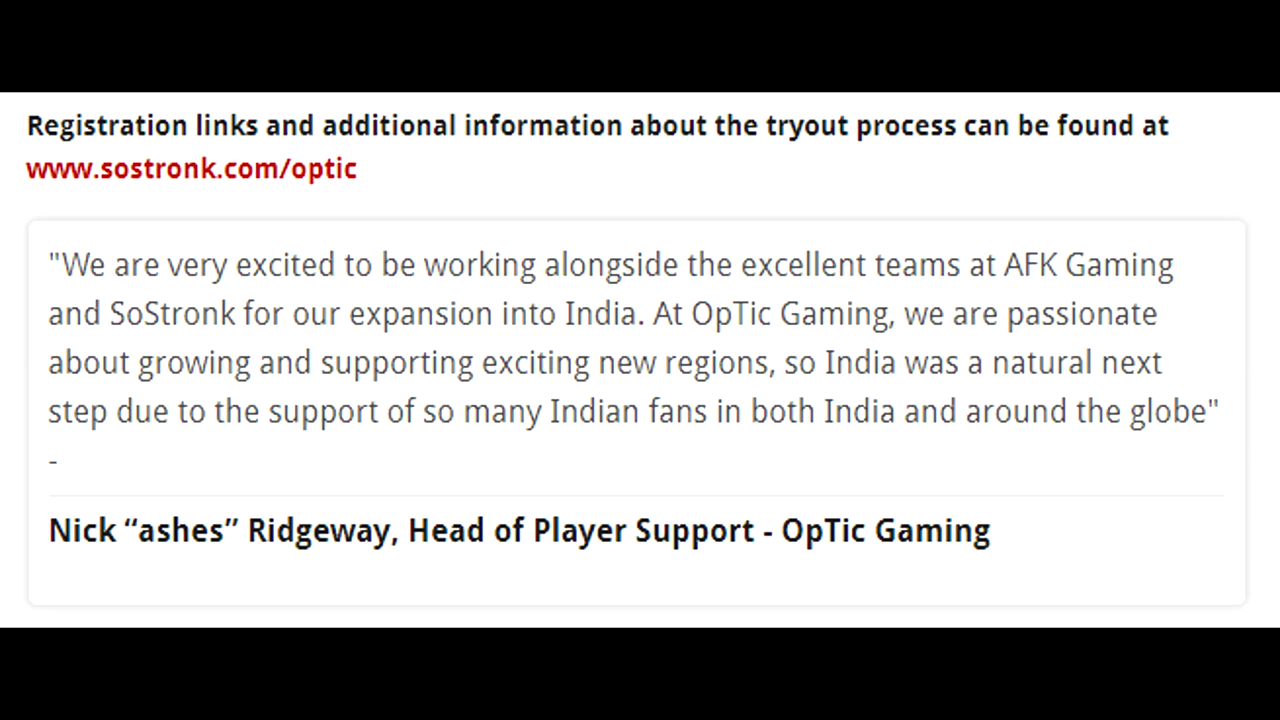 Registration links and additional information about the tryout process can be found at
www.sostronk.com/optic
"We are very excited to be working alongside the excellent teams at AFK Gaming
and SoStronk for our expansion into India. At OpTic Gaming, we are passionate
about growing and supporting exciting new regions, so India was a natural next
step due to the support of so many Indian fans in both India and around the globe"
-
Nick “ashes” Ridgeway, Head of Player Support - OpTic Gaming